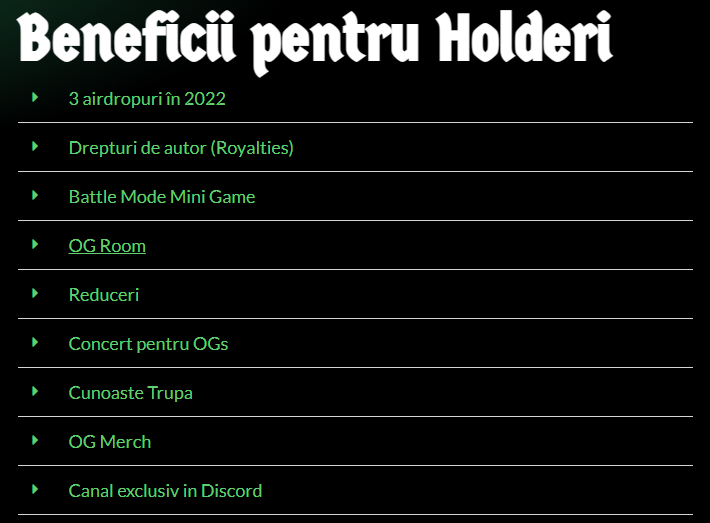 Beneficii pentru Holderi
3 airdropuri în 2022
Drepturi de autor (Royalties)
Battle Mode Mini Game
OG Room
Reduceri
Concert pentru OGs
Cunoaste Trupa
OG Merch
Canal exclusiv in Discord